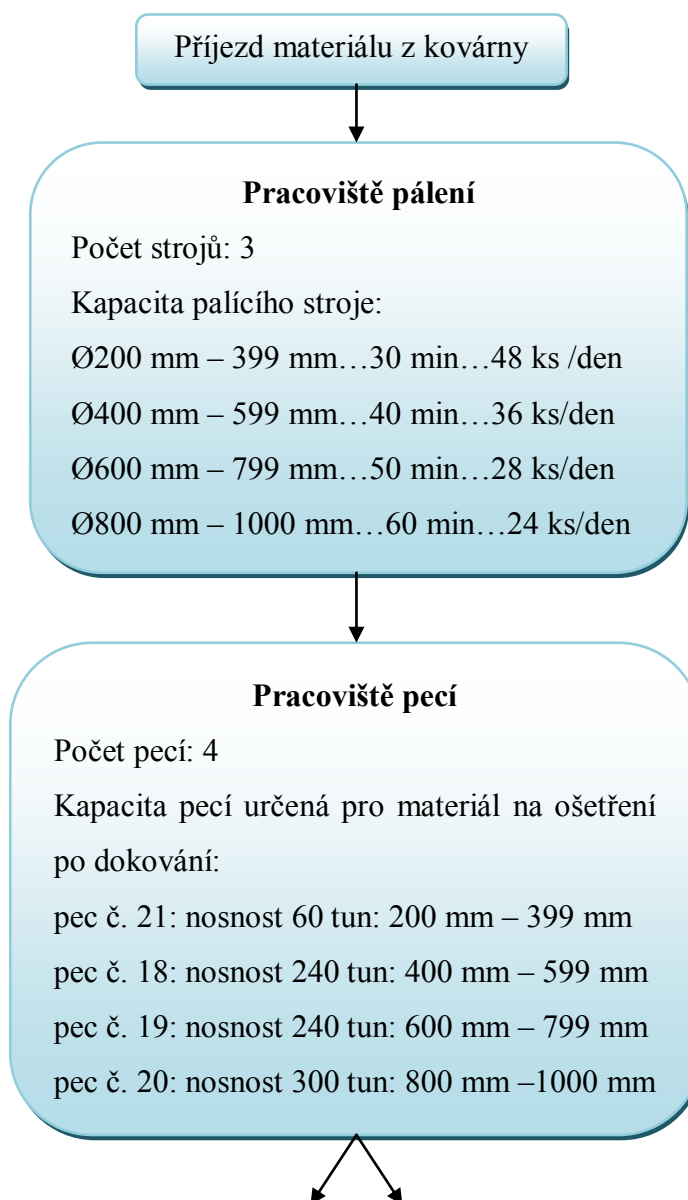 Příjezd materiálu z kovárny
Pracoviště pálení
Počet strojů: 3
Kapacita palícího stroje:
Ø200 mm – 399 mm…30 min…48 ks /den
Ø400 mm – 599 mm…40 min…36 ks/den
Ø600 mm – 799 mm…50 min…28 ks/den
Ø800 mm – 1000 mm…60 min…24 ks/den
Pracoviště pecí
Počet pecí: 4
Kapacita pecí určená pro materiál na ošetření
po dokování:
pec č. 21: nosnost 60 tun: 200 mm – 399 mm
pec č. 18: nosnost 240 tun: 400 mm – 599 mm
pec č. 19: nosnost 240 tun: 600 mm – 799 mm
pec č. 20: nosnost 300 tun: 800 mm –1000 mm